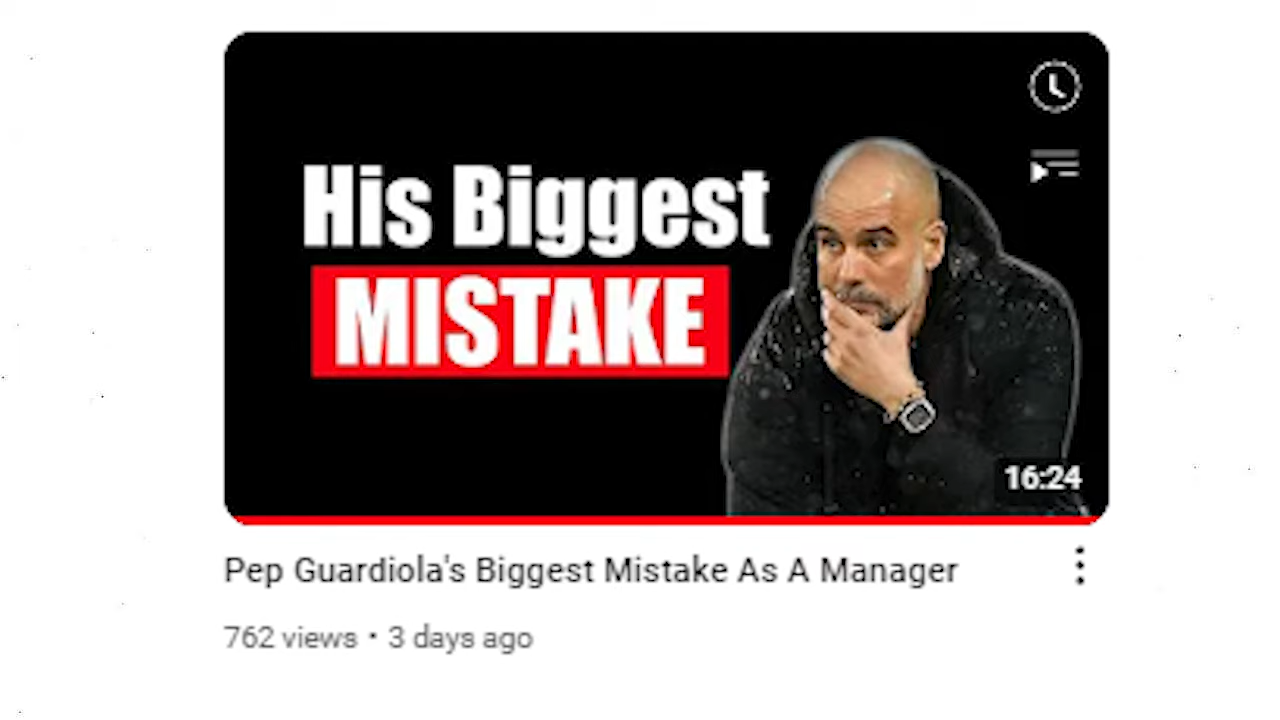 His Biggest
MISTAKE
16:24
Pep Guardiola's Biggest Mistake As A Manager
762 views • 3 days ago